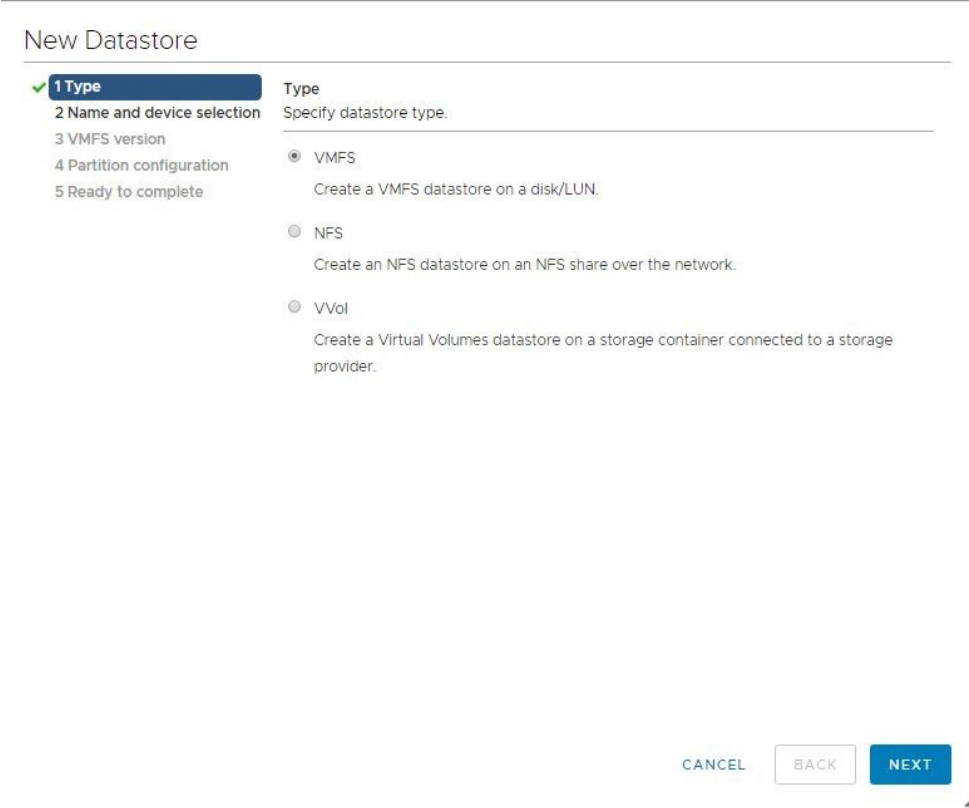 New Datastore
1 Type
2 Name and device selection
3 VMFS version
4 Partition configuration
5 Ready to complete
Type
Specify datastore type.
VMFS
Create a VMFS datastore on a disk/LUN.
NFS
Create an NFS datastore on an NFS share over the network.
VVol
Create a Virtual Volumes datastore on a storage container connected to a storage
provider.
CANCEL
BACK
NEXT